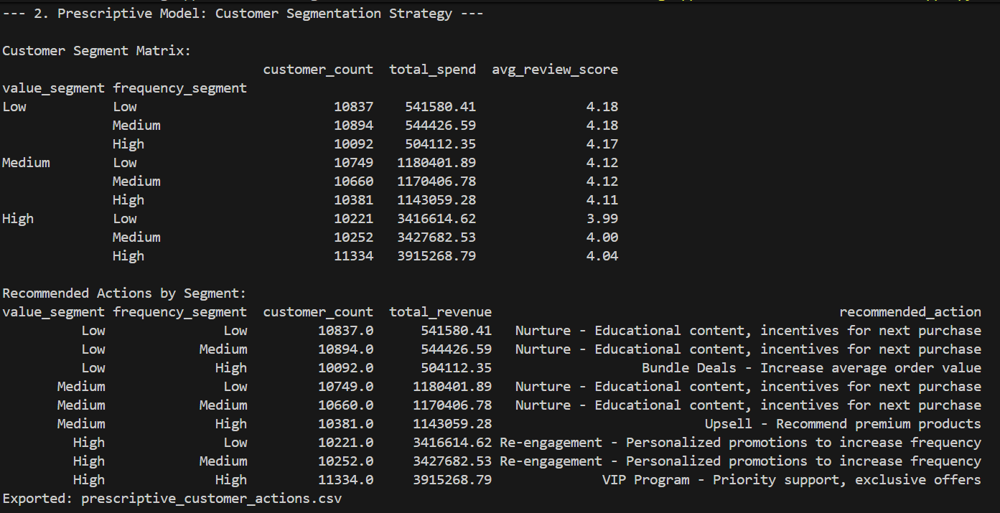 --- 2. Prescriptive Model: Customer Segmentation Strategy ---
Customer Segment Matrix:
customer_count total_spend avg_review_score
value_segment frequency_segment
Low Low 10837 541580.41 4.18
Medium 10894 544426.59 4.18
High 10092 504112.35 4.17
Medium Low 10749 1180401.89 4.12
Medium 10660 1170406.78 4.12
High 10381 1143059.28 4.11
High Low 10221 3416614.62 3.99
Medium 10252 3427682.53 4.00
High 11334 3915268.79 4.04
Recommended Actions by Segment:
value_segment frequency_segment customer_count total_revenue recommended_action
Low Low 10837.0 541580.41 Nurture - Educational content, incentives for next purchase
Low Medium 10894.0 544426.59 Nurture - Educational content, incentives for next purchase
Low High 10092.0 504112.35 Bundle Deals - Increase average order value
Medium Low 10749.0 1180401.89 Nurture - Educational content, incentives for next purchase
Medium Medium 10660.0 1170406.78 Nurture - Educational content, incentives for next purchase
Medium High 10381.0 1143059.28 Upsell - Recommend premium products
High Low 10221.0 3416614.62 Re-engagement - Personalized promotions to increase frequency
High Medium 10252.0 3427682.53 Re-engagement - Personalized promotions to increase frequency
High High 11334.0 3915268.79 VIP Program - Priority support, exclusive offers
Exported: prescriptive_customer_actions.csv